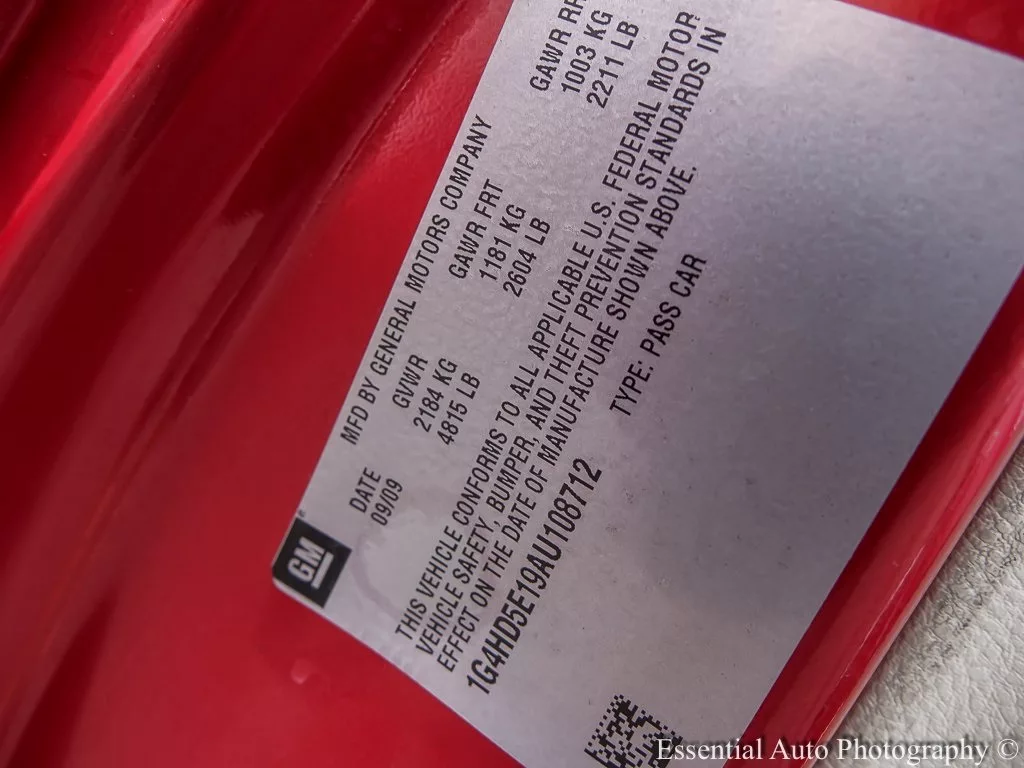 GM
MFD BY GENERAL MOTORS COMPANY
DATE GVWR GAWR FRT GAWR RR
09/09 2184 KG 1181 KG 1003 KG
4815 LB 2604 LB 2211 LB
THIS VEHICLE CONFORMS TO ALL APPLICABLE U.S. FEDERAL MOTOR
VEHICLE SAFETY, BUMPER, AND THEFT PREVENTION STANDARDS IN
EFFECT ON THE DATE OF MANUFACTURE SHOWN ABOVE.
1G4HD5E19AU108712 TYPE: PASS CAR
Essential Auto Photography ©